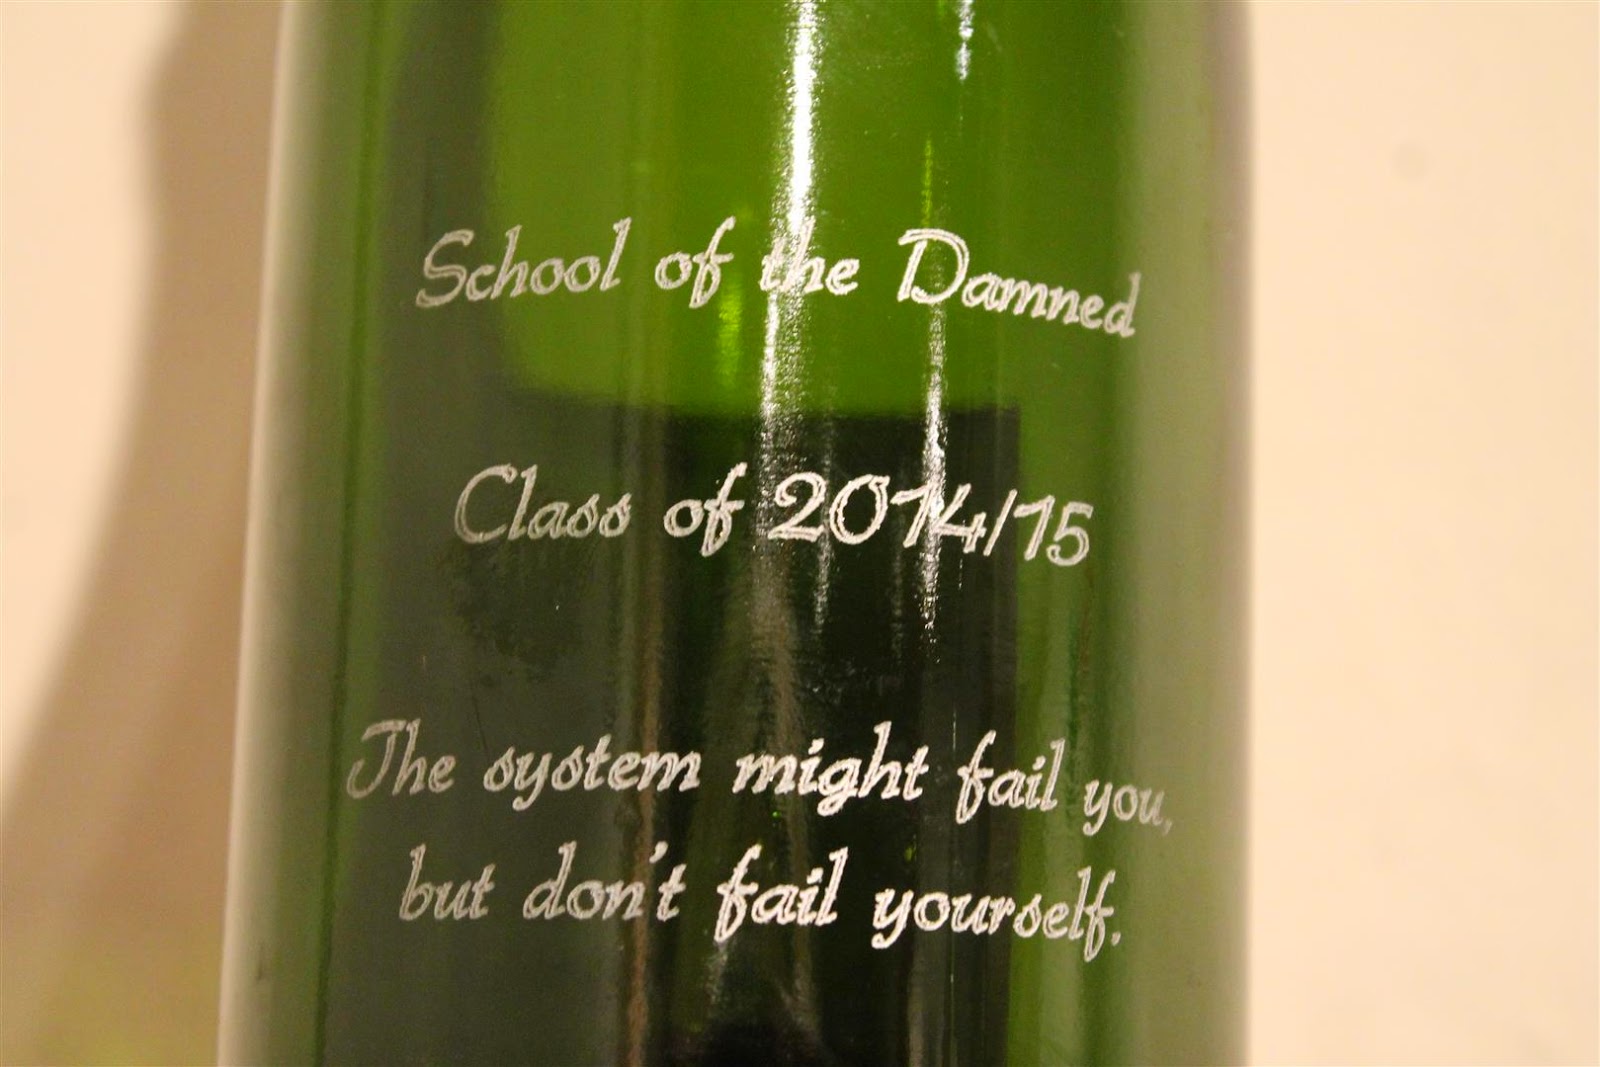 School of the Damned
Class of 2014/15
The system might fail you,
but don't fail yourself.